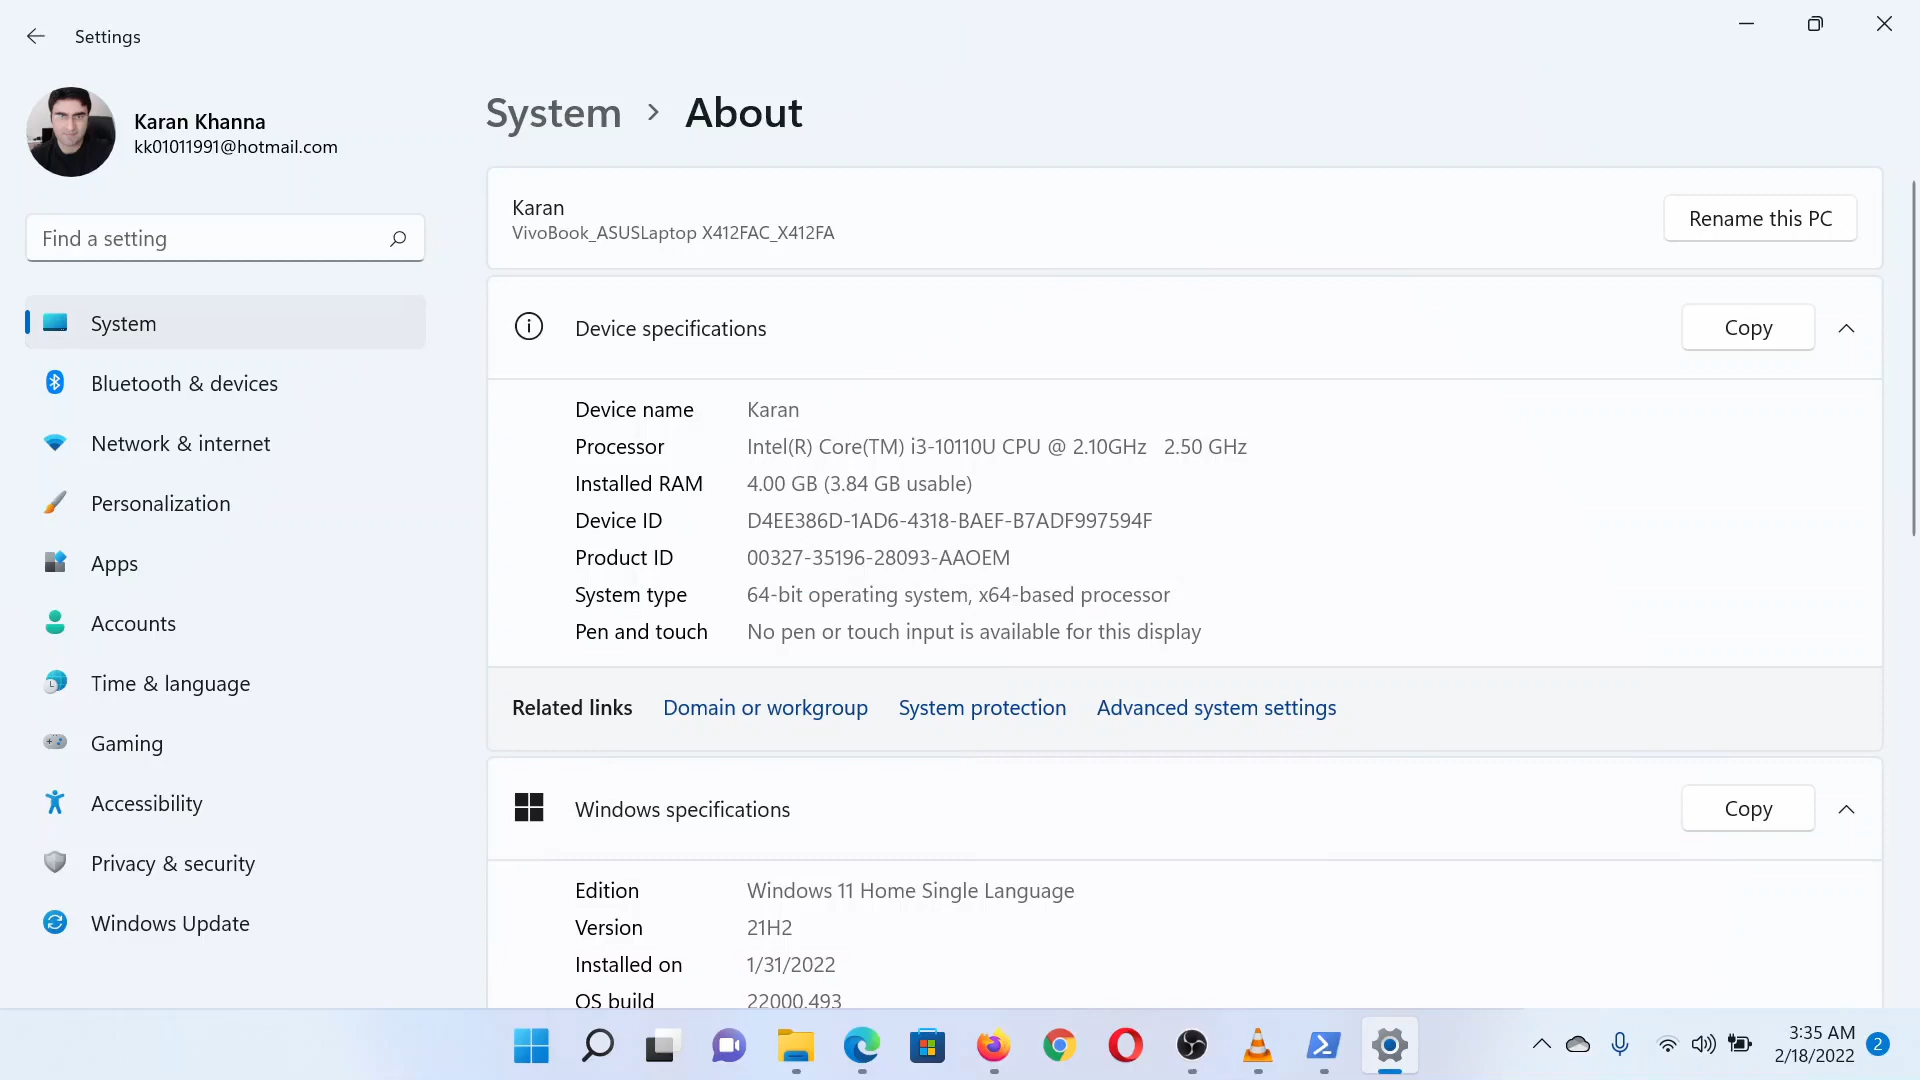 Settings
Karan Khanna
kk01011991@hotmail.com
Find a setting
System
Bluetooth & devices
Network & internet
Personalization
Apps
Accounts
Time & language
Gaming
Accessibility
Privacy & security
Windows Update
System > About
Karan
VivoBook_ASUSLaptop X412FAC_X412FA
Rename this PC
Device specifications
Copy
Device name Karan
Processor Intel(R) Core(TM) i3-10110U CPU @ 2.10GHz 2.50 GHz
Installed RAM 4.00 GB (3.84 GB usable)
Device ID D4EE386D-1AD6-4318-BAEF-B7ADF997594F
Product ID 00327-35196-28093-AAOEM
System type 64-bit operating system, x64-based processor
Pen and touch No pen or touch input is available for this display
Related links Domain or workgroup System protection Advanced system settings
Windows specifications
Copy
Edition Windows 11 Home Single Language
Version 21H2
Installed on 1/31/2022
OS build 22000.493
3:35 AM
2/18/2022
2